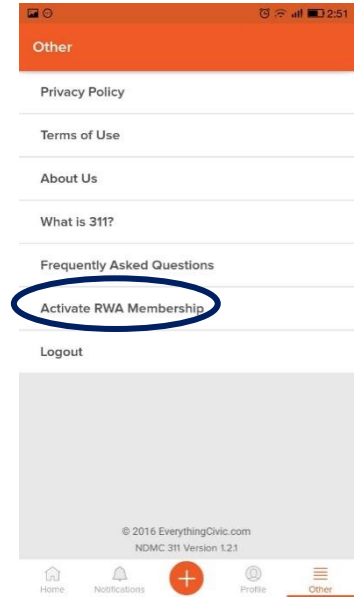 2:51
Other
Privacy Policy
Terms of Use
About Us
What is 311?
Frequently Asked Questions
Activate RWA Membership
Logout
© 2016 EverythingCivic.com
NDMC 311 Version 1.2.1
Home Notifications Profile Other